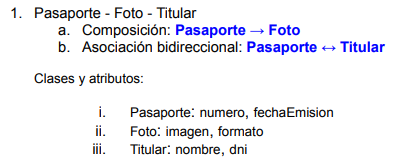 1. Pasaporte - Foto - Titular
a. Composición: Pasaporte → Foto
b. Asociación bidireccional: Pasaporte ↔ Titular
Clases y atributos:
i. Pasaporte: numero, fechaEmision
ii. Foto: imagen, formato
iii. Titular: nombre, dni